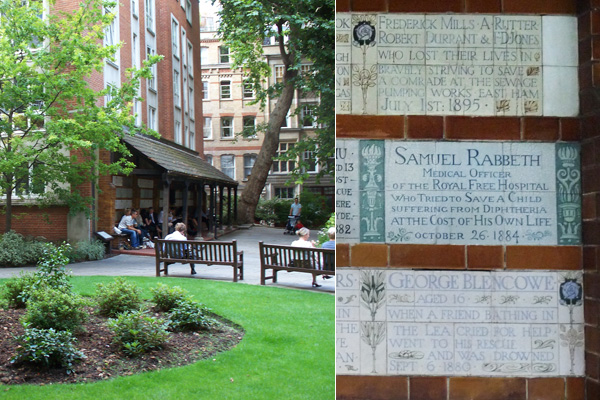 FREDERICK MILLS · A · RUTTER
ROBERT DURRANT & F·D·JONES
WHO LOST THEIR LIVES IN
BRAVELY STRIVING TO SAVE
A COMRADE AT THE SEWAGE
PUMPING WORKS EAST HAM
JULY 1ST 1895
SAMUEL RABBETH
MEDICAL OFFICER
OF THE ROYAL FREE HOSPITAL
WHO TRIED TO SAVE A CHILD
SUFFERING FROM DIPHTHERIA
AT THE COST OF HIS OWN LIFE
OCTOBER 26 1884
882
GEORGE BLENCOWE
AGED 16
WHEN A FRIEND BATHING IN
THE LEA CRIED FOR HELP
WENT TO HIS RESCUE
AND WAS DROWNED
SEPT 6 1880